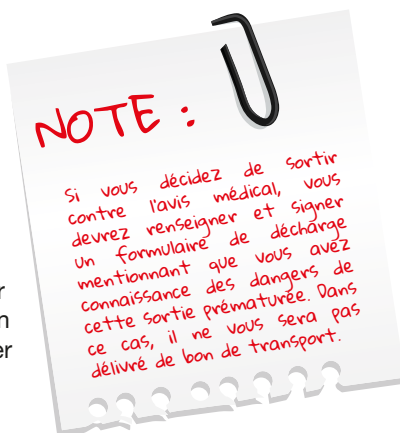 NOTE :
Si vous décidez de sortir
contre l'avis médical, vous
devrez renseigner et signer
un formulaire de décharge
mentionnant que vous avez
connaissance des dangers de
cette sortie prématurée. Dans
ce cas, il ne vous sera pas
délivré de bon de transport.
r
n
er